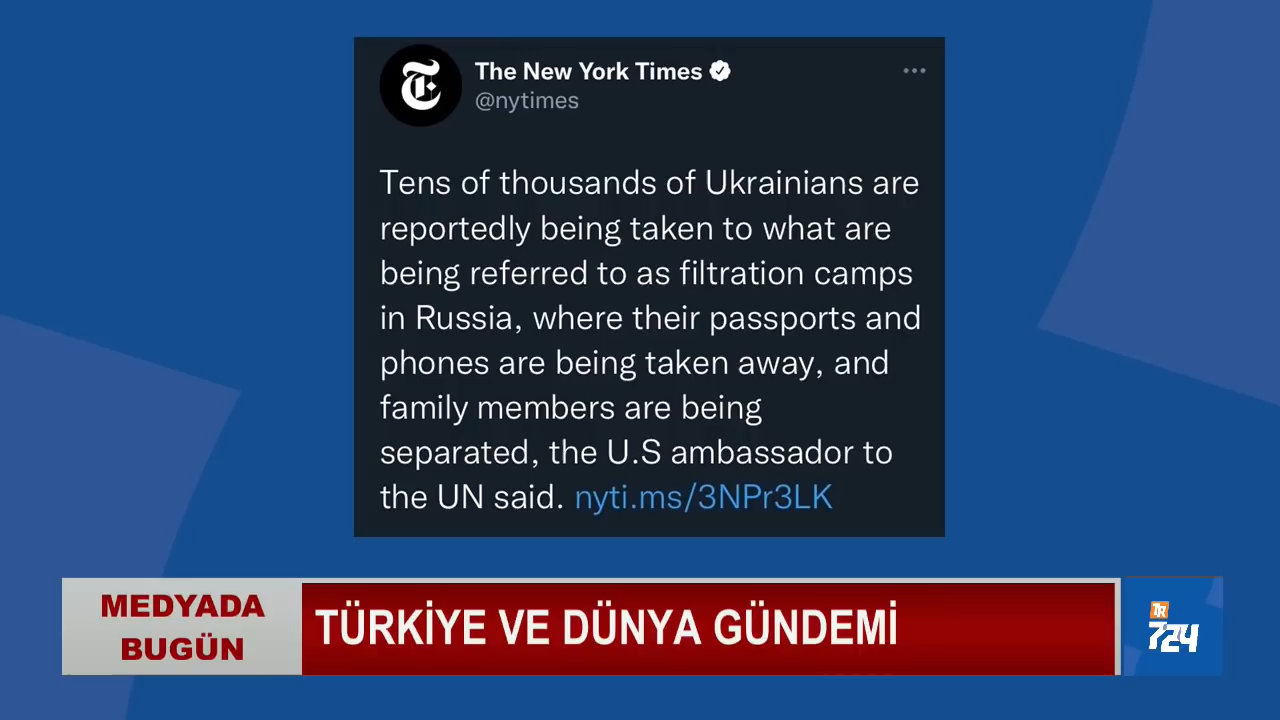 The New York Times
@nytimes
Tens of thousands of Ukrainians are
reportedly being taken to what are
being referred to as filtration camps
in Russia, where their passports and
phones are being taken away, and
family members are being
separated, the U.S ambassador to
the UN said. nyti.ms/3NPr3LK
MEDYADA
BUGÜN
TÜRKİYE VE DÜNYA GÜNDEMİ
TR
724